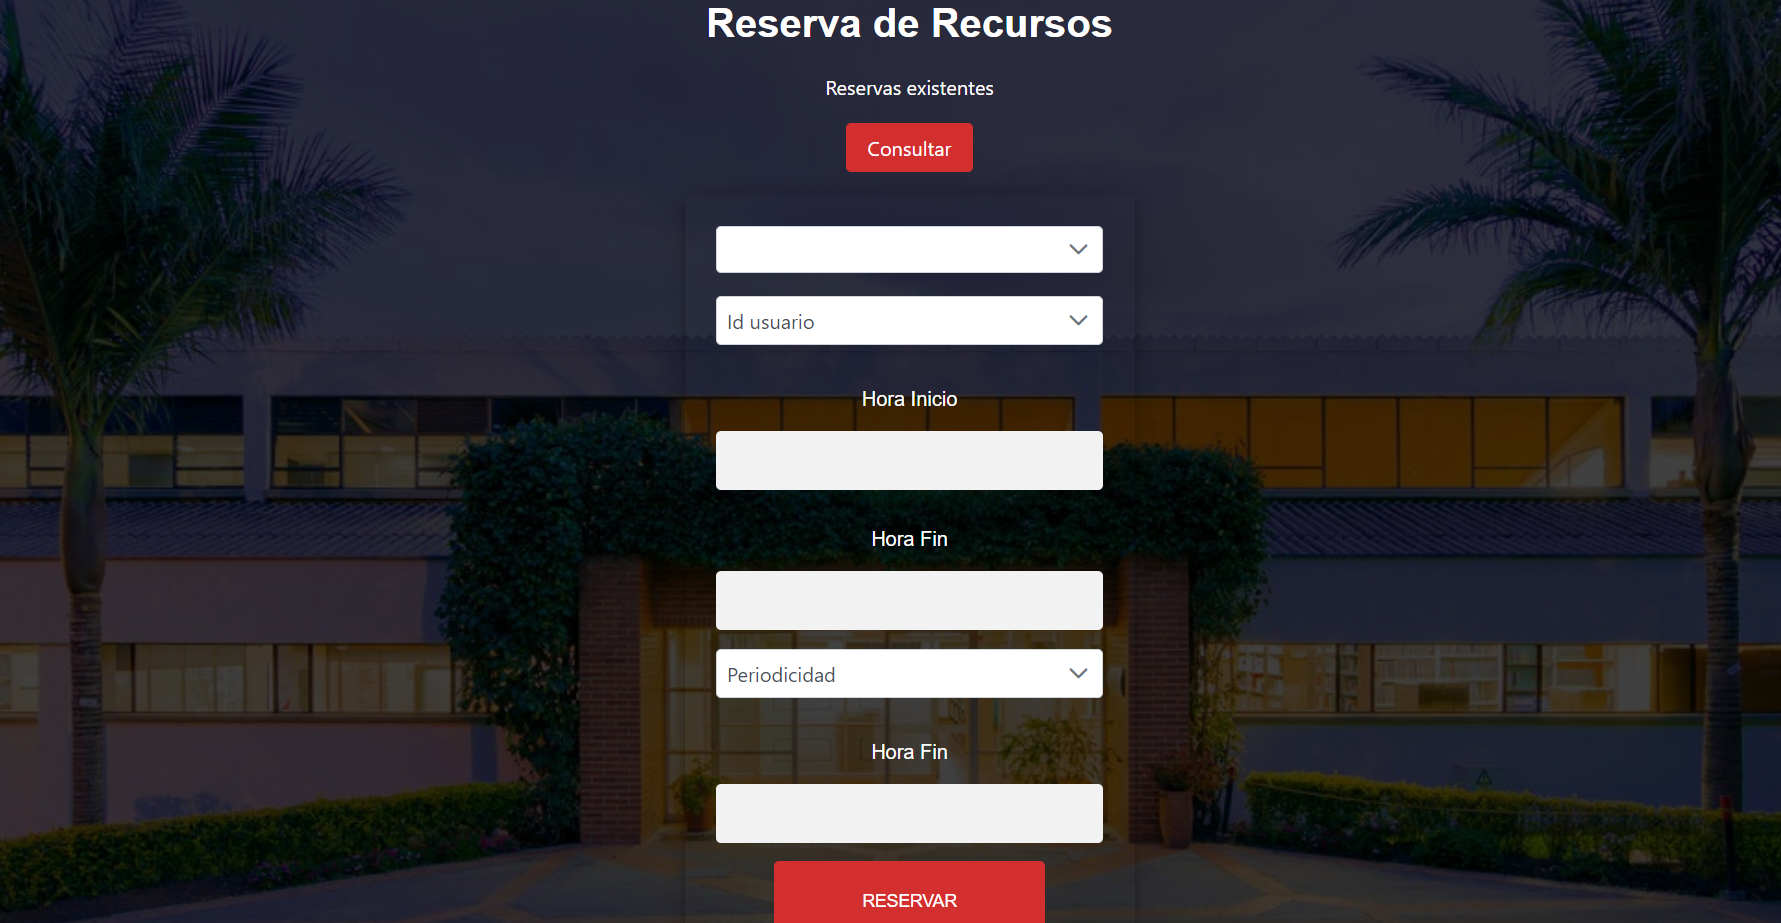 Reserva de Recursos
Reservas existentes
Consultar
Id usuario
Hora Inicio
Hora Fin
Periodicidad
Hora Fin
RESERVAR